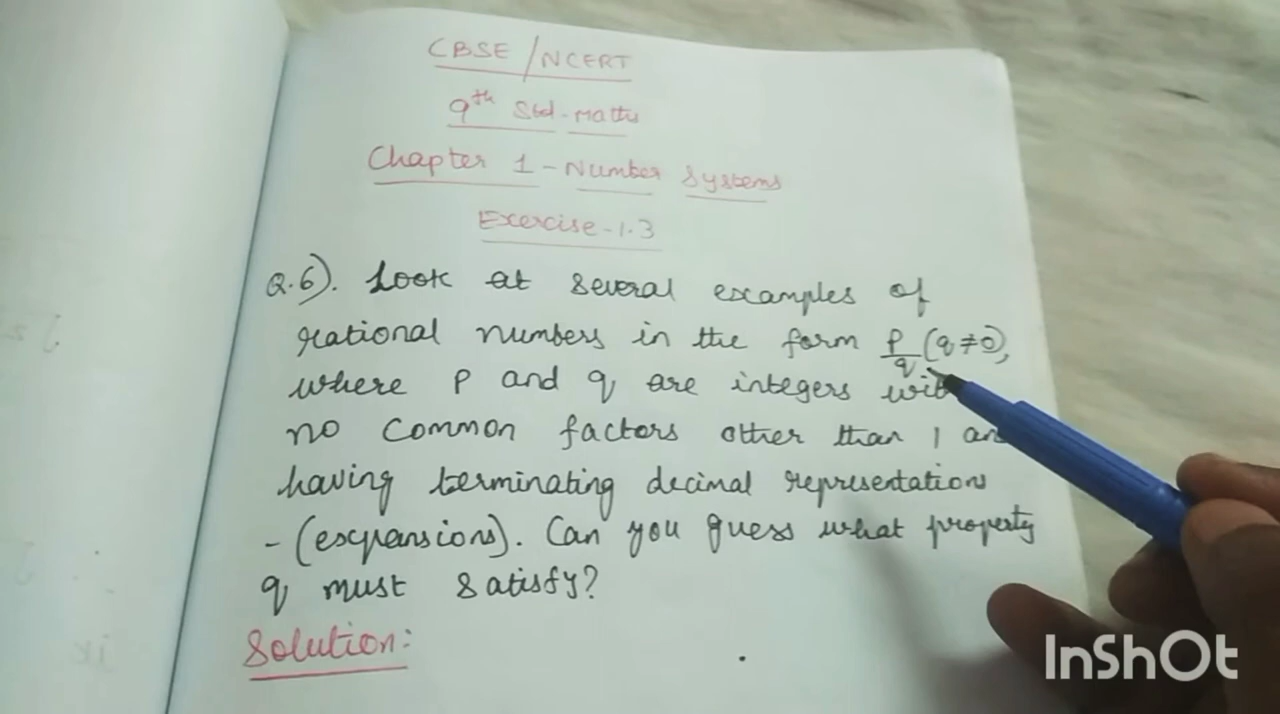 CBSE/NCERT
9th Std-Maths
Chapter 1 - Number Systems
Exercise-1.3
Q.6). Look at several examples of
rational numbers in the form p/q (q≠0),
where p and q are integers with
no common factors other than 1 and
having terminating decimal representations
- (expansions). Can you guess what property
q must satisfy?
Solution:
InShOt